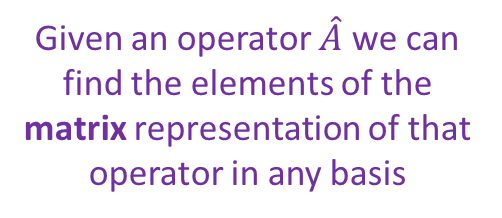 Given an operator Â we can
find the elements of the
matrix representation of that
operator in any basis